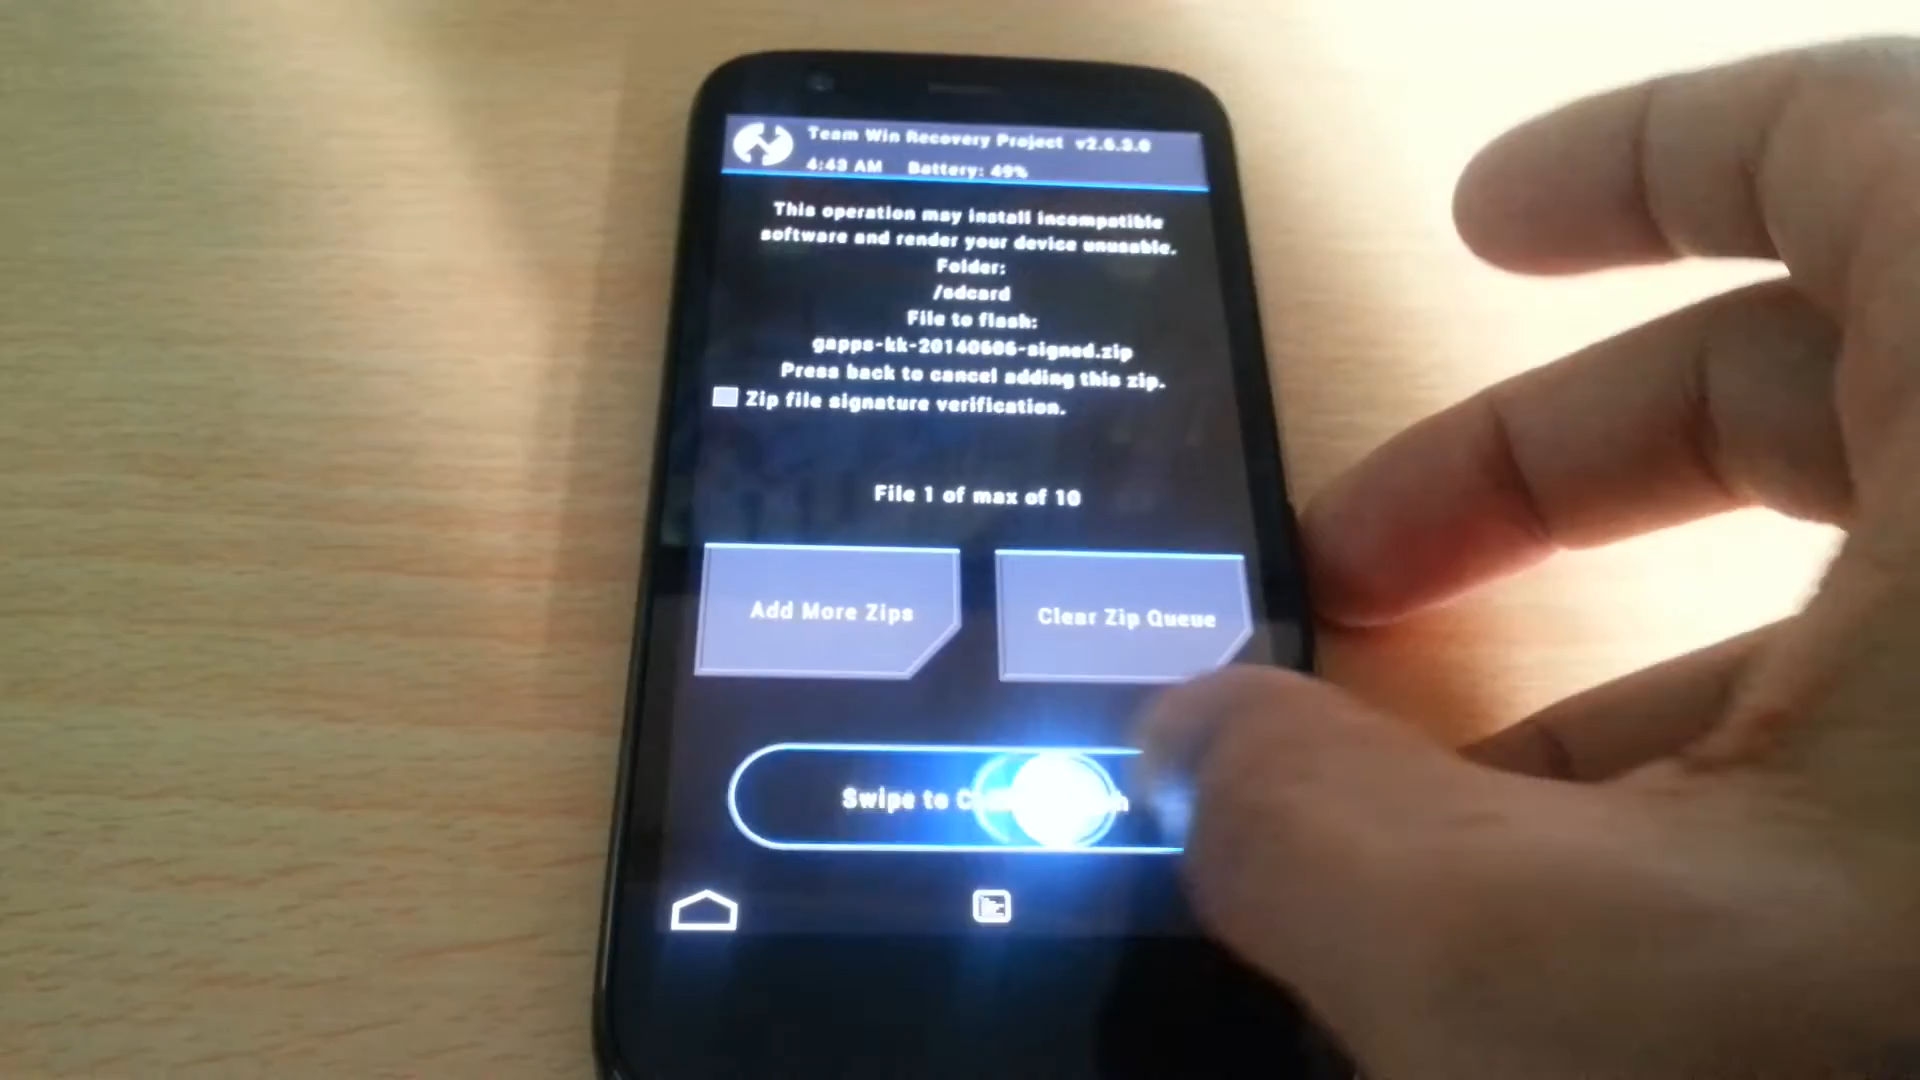 Team Win Recovery Project v2.6.3.0
4:43 AM Battery: 49%
This operation may install incompatible
software and render your device unusable.
Folder:
/sdcard
File to flash:
gapps-kk-20140606-signed.zip
Press back to cancel adding this zip.
Zip file signature verification.
File 1 of max of 10
Add More Zips
Clear Zip Queue
Swipe to